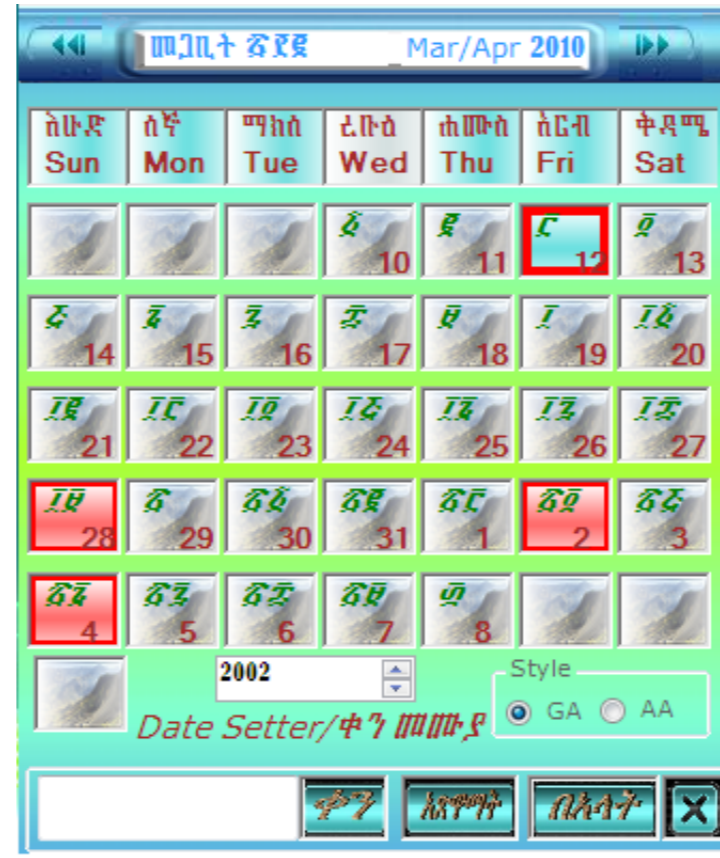 መጋቢት ፳፻፪ Mar/Apr 2010
እሁድ ሰኞ ማክሰ ረቡዕ ሐሙስ ዓርብ ቅዳሜ
Sun Mon Tue Wed Thu Fri Sat
፩ ፪ ፫ ፬
10 11 12 13
፭ ፮ ፯ ፰ ፱ ፲ ፲፩
14 15 16 17 18 19 20
፲፪ ፲፫ ፲፬ ፲፭ ፲፮ ፲፯ ፲፰
21 22 23 24 25 26 27
፲፱ ፳ ፳፩ ፳፪ ፳፫ ፳፬ ፳፭
28 29 30 31 1 2 3
፳፮ ፳፯ ፳፰ ፳፱ ፴
4 5 6 7 8
2002
Style
GA AA
Date Setter/ቀን መሙያ
ቀን በአላት